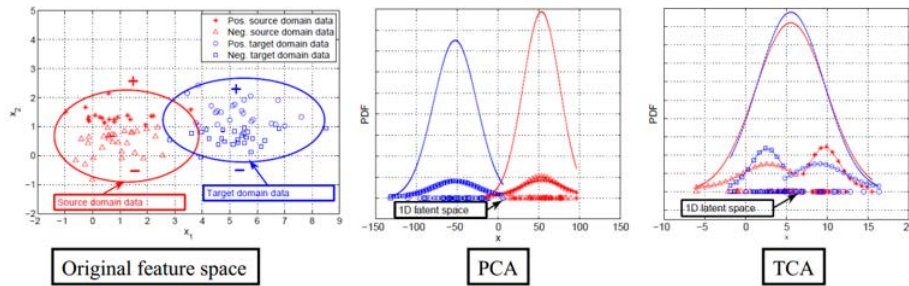 Pos. source domain data
Neg. source domain data
Pos. target domain data
Neg. target domain data
5
4
3
2
1
0
-1
-2
x2
+
+
−
−
Source domain data
Target domain data
-2 -1 0 1 2 3 4 5 6 7 8 9
x1
Original feature space
PDF
1D latent space
-150 -100 -50 0 50 100 150
x
PCA
PDF
1D latent space
-10 -5 0 5 10 15 20
x
TCA